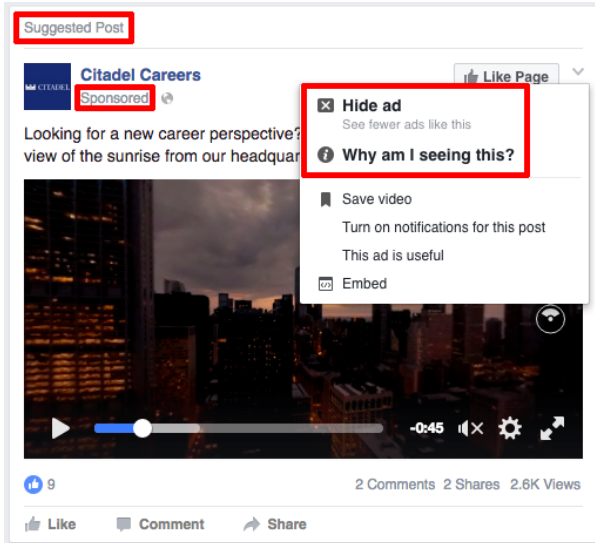 Suggested Post
CITADEL
Citadel Careers
Like Page
Sponsored
Hide ad
See fewer ads like this
Why am I seeing this?
Looking for a new career perspective?
view of the sunrise from our headquar
Save video
Turn on notifications for this post
This ad is useful
Embed
-0:45
9
2 Comments 2 Shares 2.6K Views
Like Comment Share